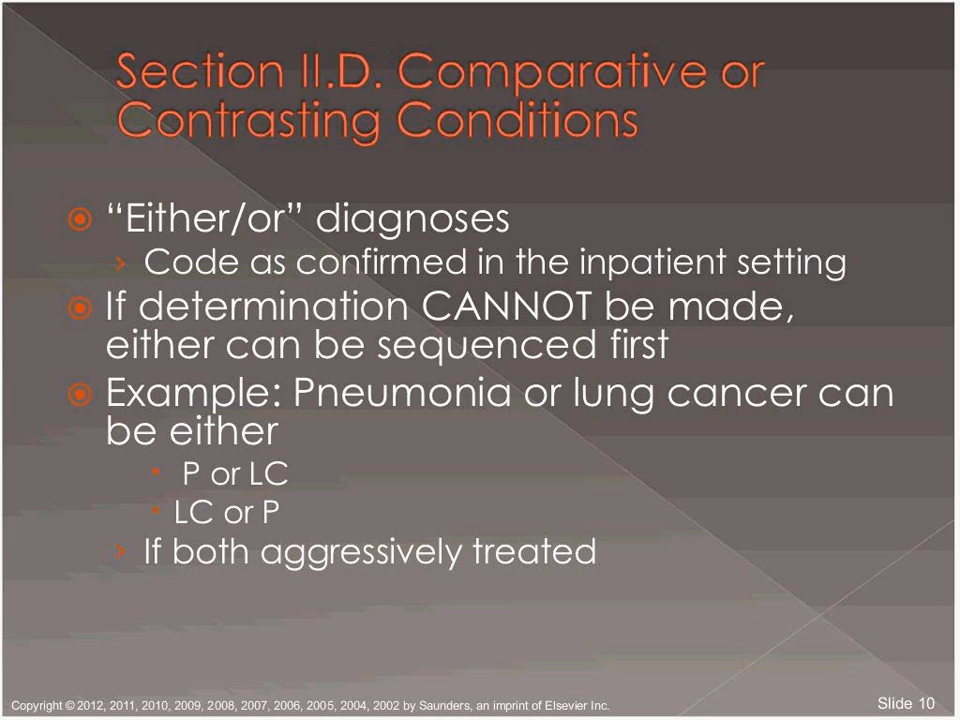 Section II.D. Comparative or
Contrasting Conditions
“Either/or” diagnoses
Code as confirmed in the inpatient setting
If determination CANNOT be made,
either can be sequenced first
Example: Pneumonia or lung cancer can
be either
P or LC
LC or P
If both aggressively treated
Copyright © 2012, 2011, 2010, 2009, 2008, 2007, 2006, 2005, 2004, 2002 by Saunders, an imprint of Elsevier Inc.
Slide 10